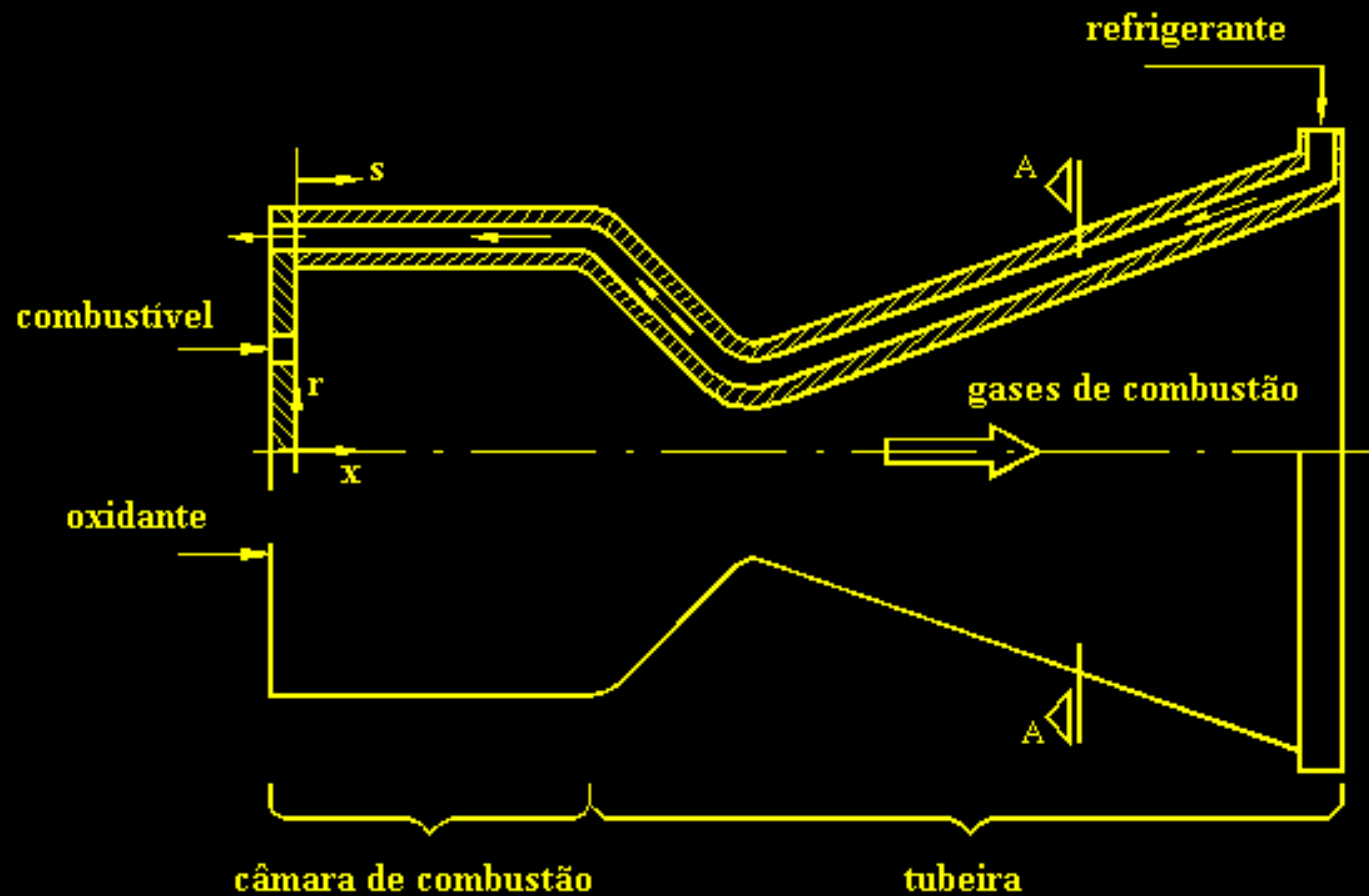 refrigerante
s
A
combustível
r
gases de combustão
x
oxidante
A
câmara de combustão
tubeira